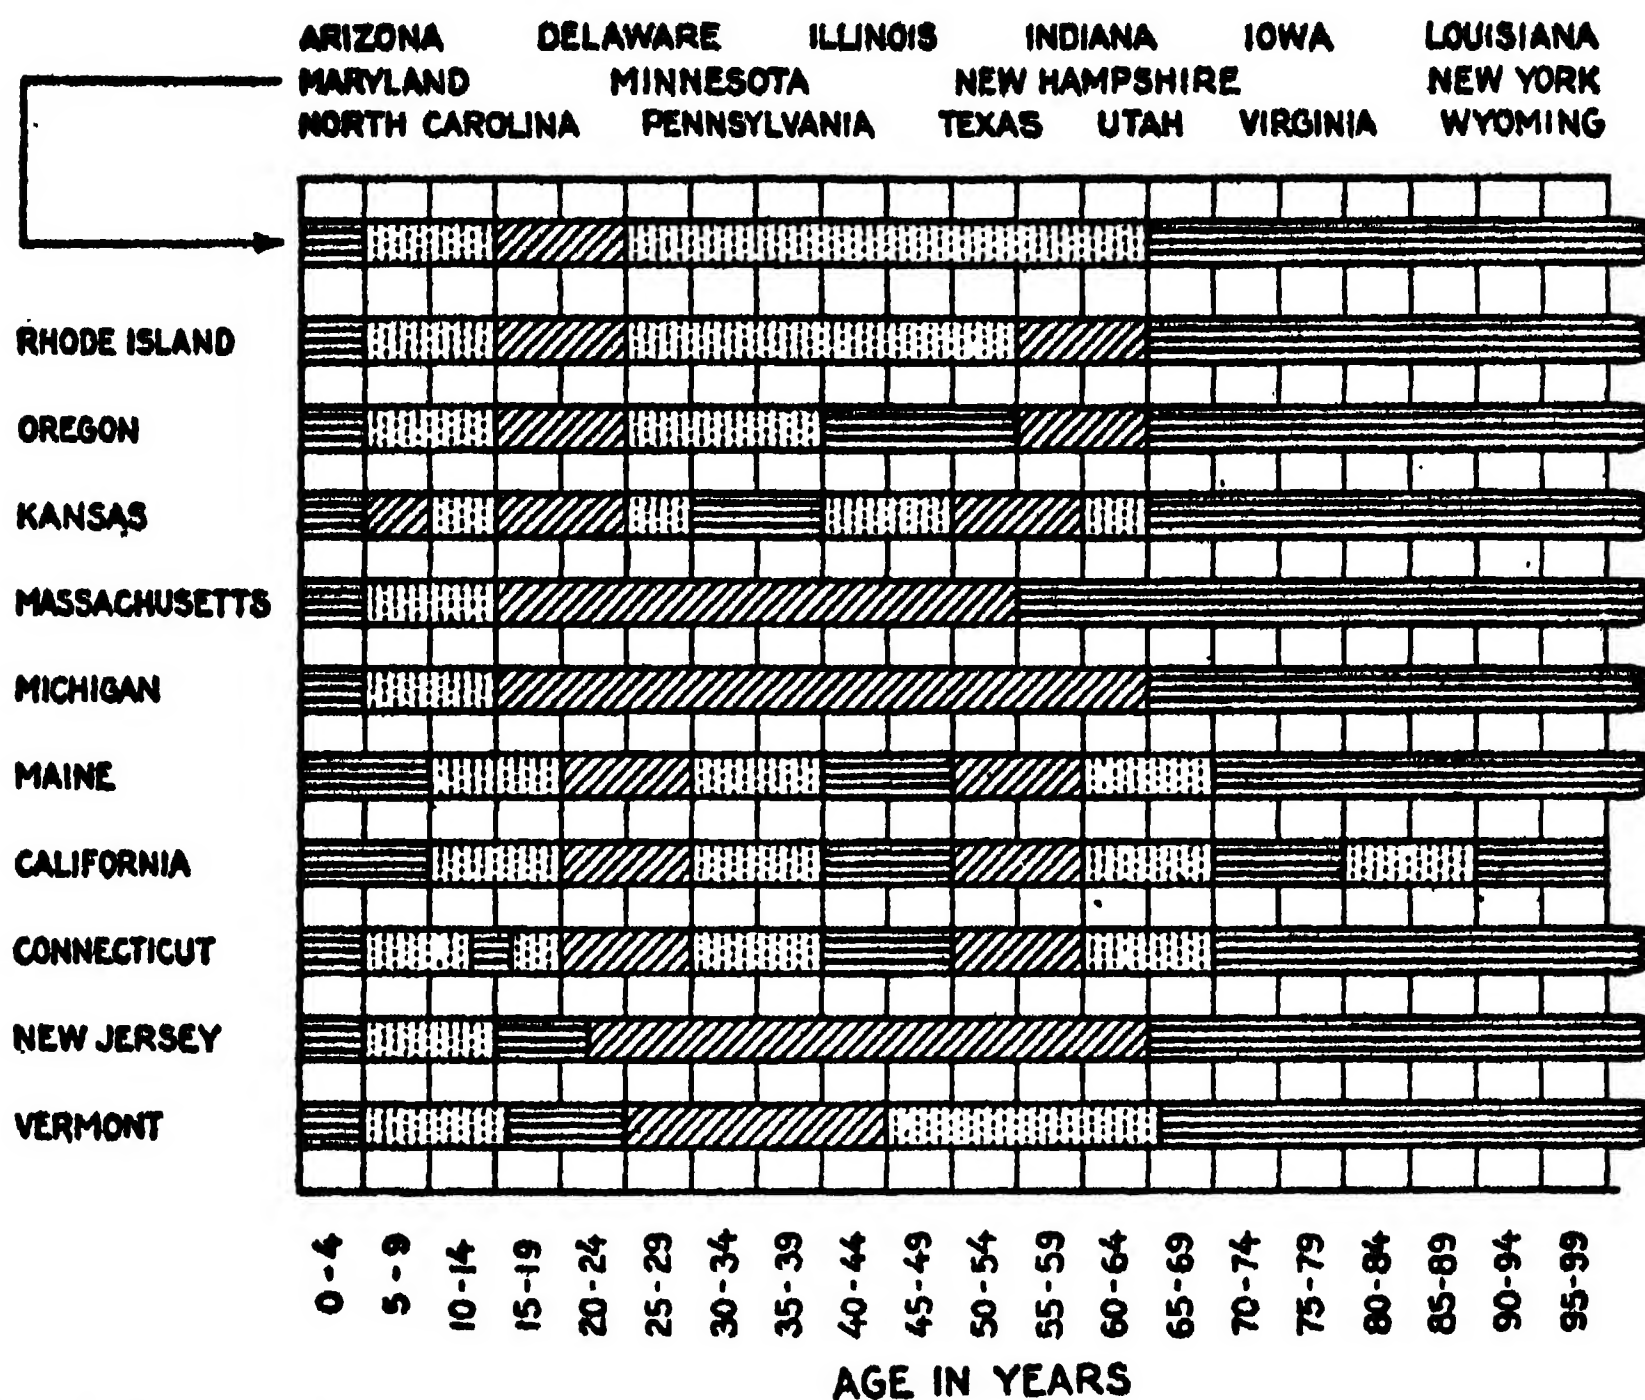 ARIZONA DELAWARE ILLINOIS INDIANA IOWA LOUISIANA
MARYLAND MINNESOTA NEW HAMPSHIRE NEW YORK
NORTH CAROLINA PENNSYLVANIA TEXAS UTAH VIRGINIA WYOMING
RHODE ISLAND
OREGON
KANSAS
MASSACHUSETTS
MICHIGAN
MAINE
CALIFORNIA
CONNECTICUT
NEW JERSEY
VERMONT
0-4 5-9 10-14 15-19 20-24 25-29 30-34 35-39 40-44 45-49 50-54 55-59 60-64 65-69 70-74 75-79 80-84 85-89 90-94 95-99
AGE IN YEARS